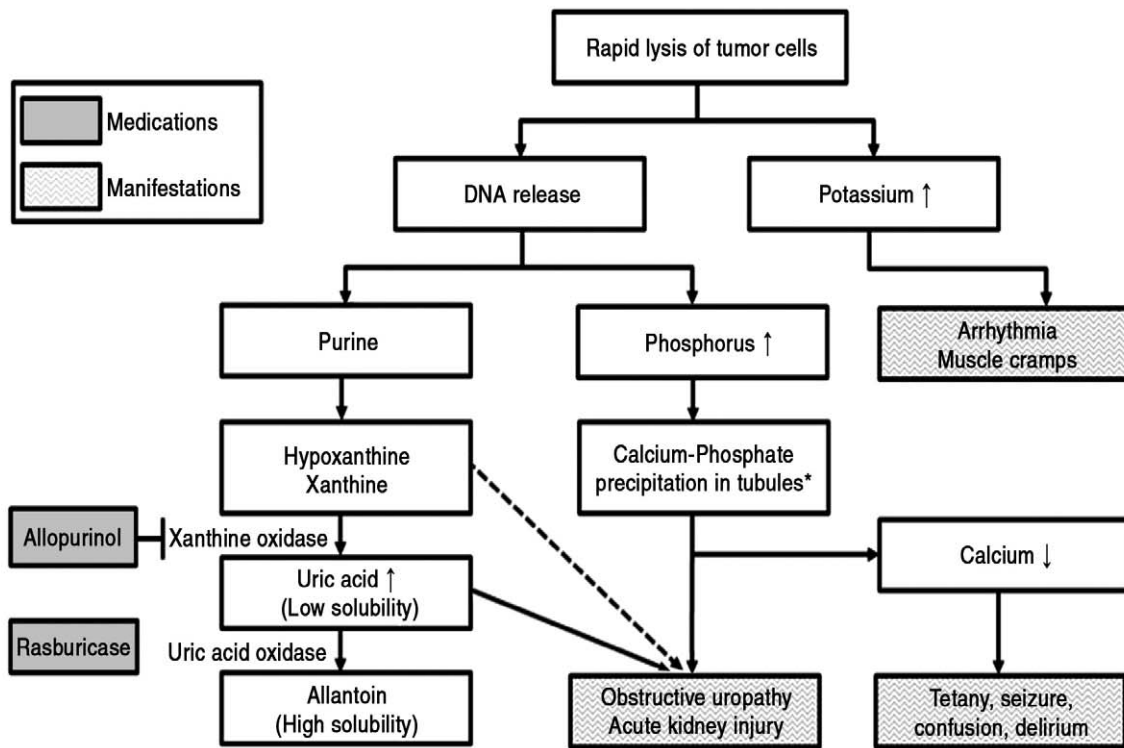 Rapid lysis of tumor cells
Medications
Manifestations
DNA release
Potassium ↑
Purine
Phosphorus ↑
Arrhythmia
Muscle cramps
Hypoxanthine
Xanthine
Calcium-Phosphate
precipitation in tubules*
Allopurinol
Xanthine oxidase
Uric acid ↑
(Low solubility)
Calcium ↓
Rasburicase
Uric acid oxidase
Allantoin
(High solubility)
Obstructive uropathy
Acute kidney injury
Tetany, seizure,
confusion, delirium